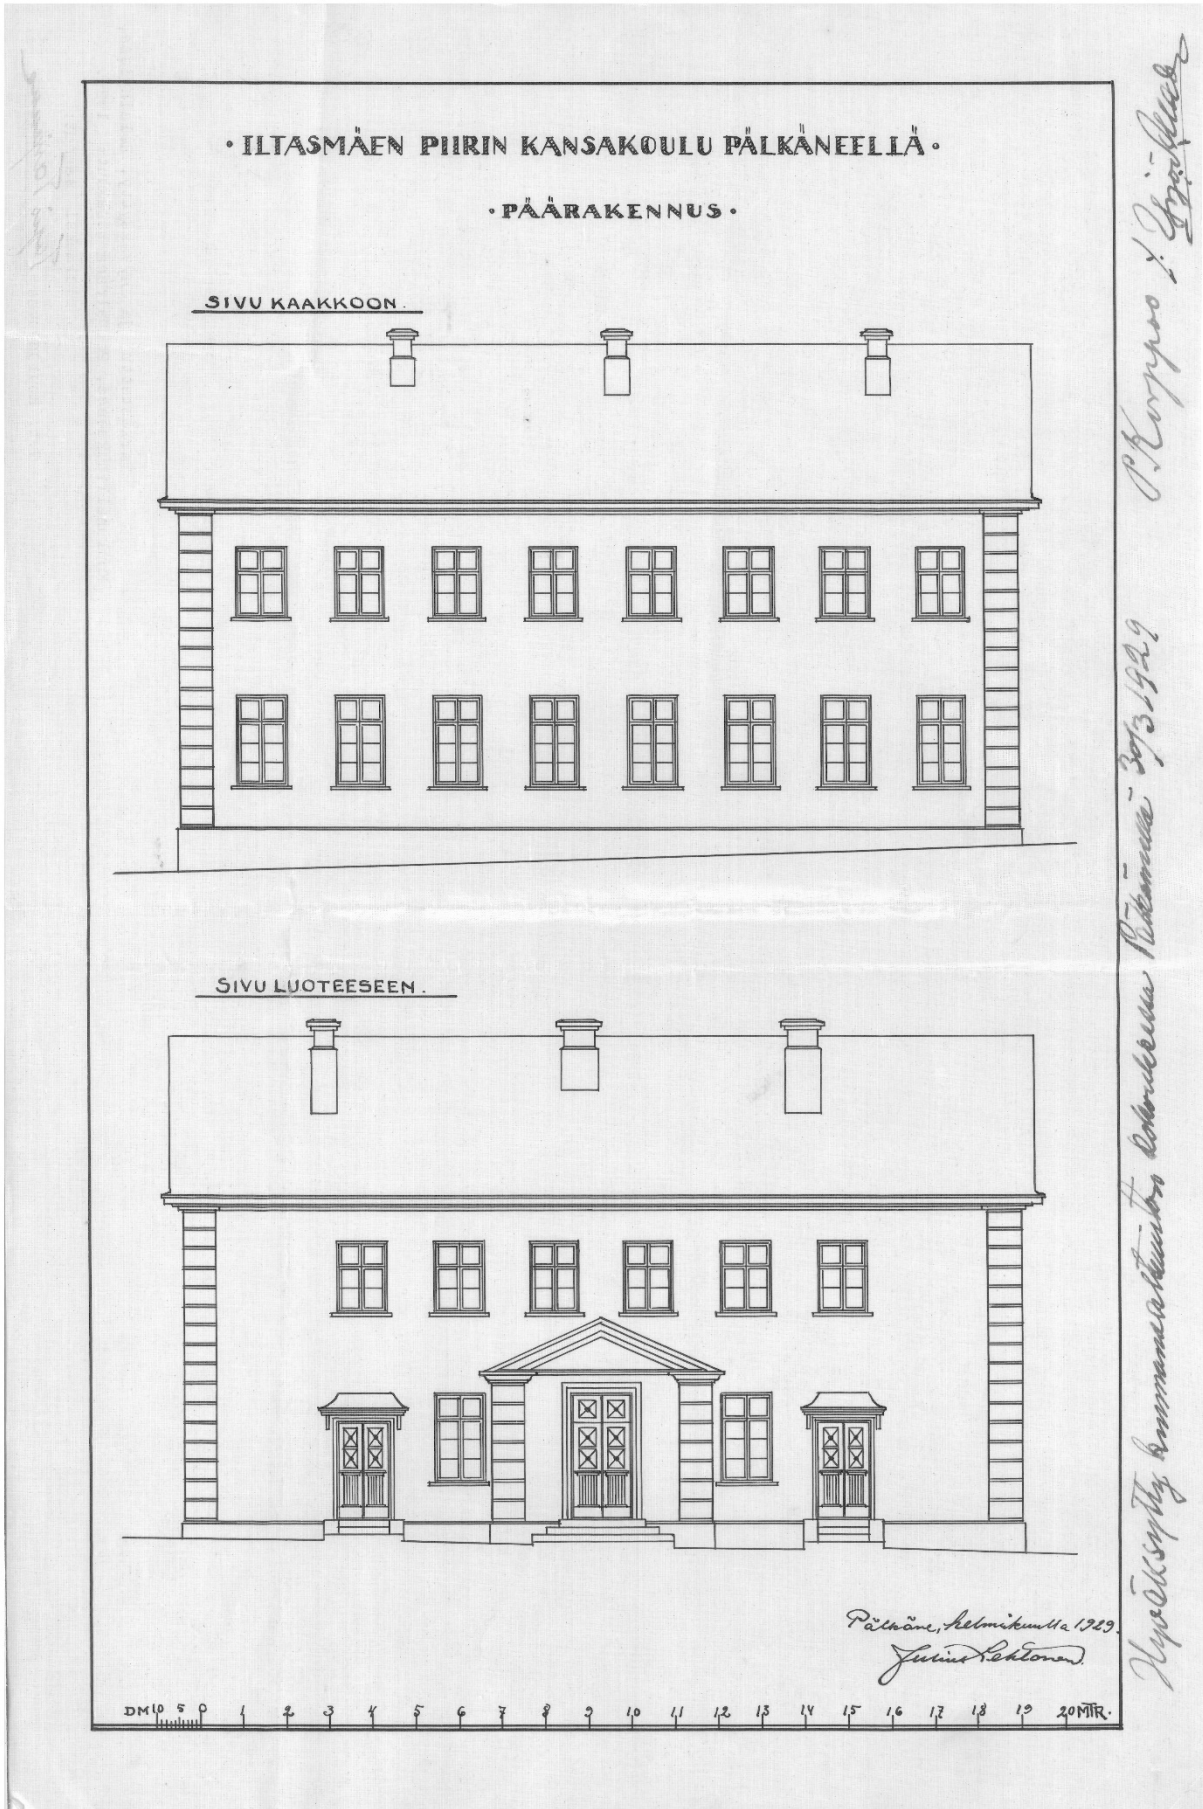 · ILTASMÄEN PIIRIN KANSAKOULU PÄLKÄNEELLÄ ·
· PÄÄRAKENNUS ·
SIVU KAAKKOON.
SIVU LUOTEESEEN.
Pälkäne, helmikuulla 1929.
Julius Lehtonen.
DM 10 5 0 1 2 3 4 5 6 7 8 9 10 11 12 13 14 15 16 17 18 19 20 MTR.
Hyväksytty kunnanvaltuuston kokouksessa Pälkäneellä 30/3 1929